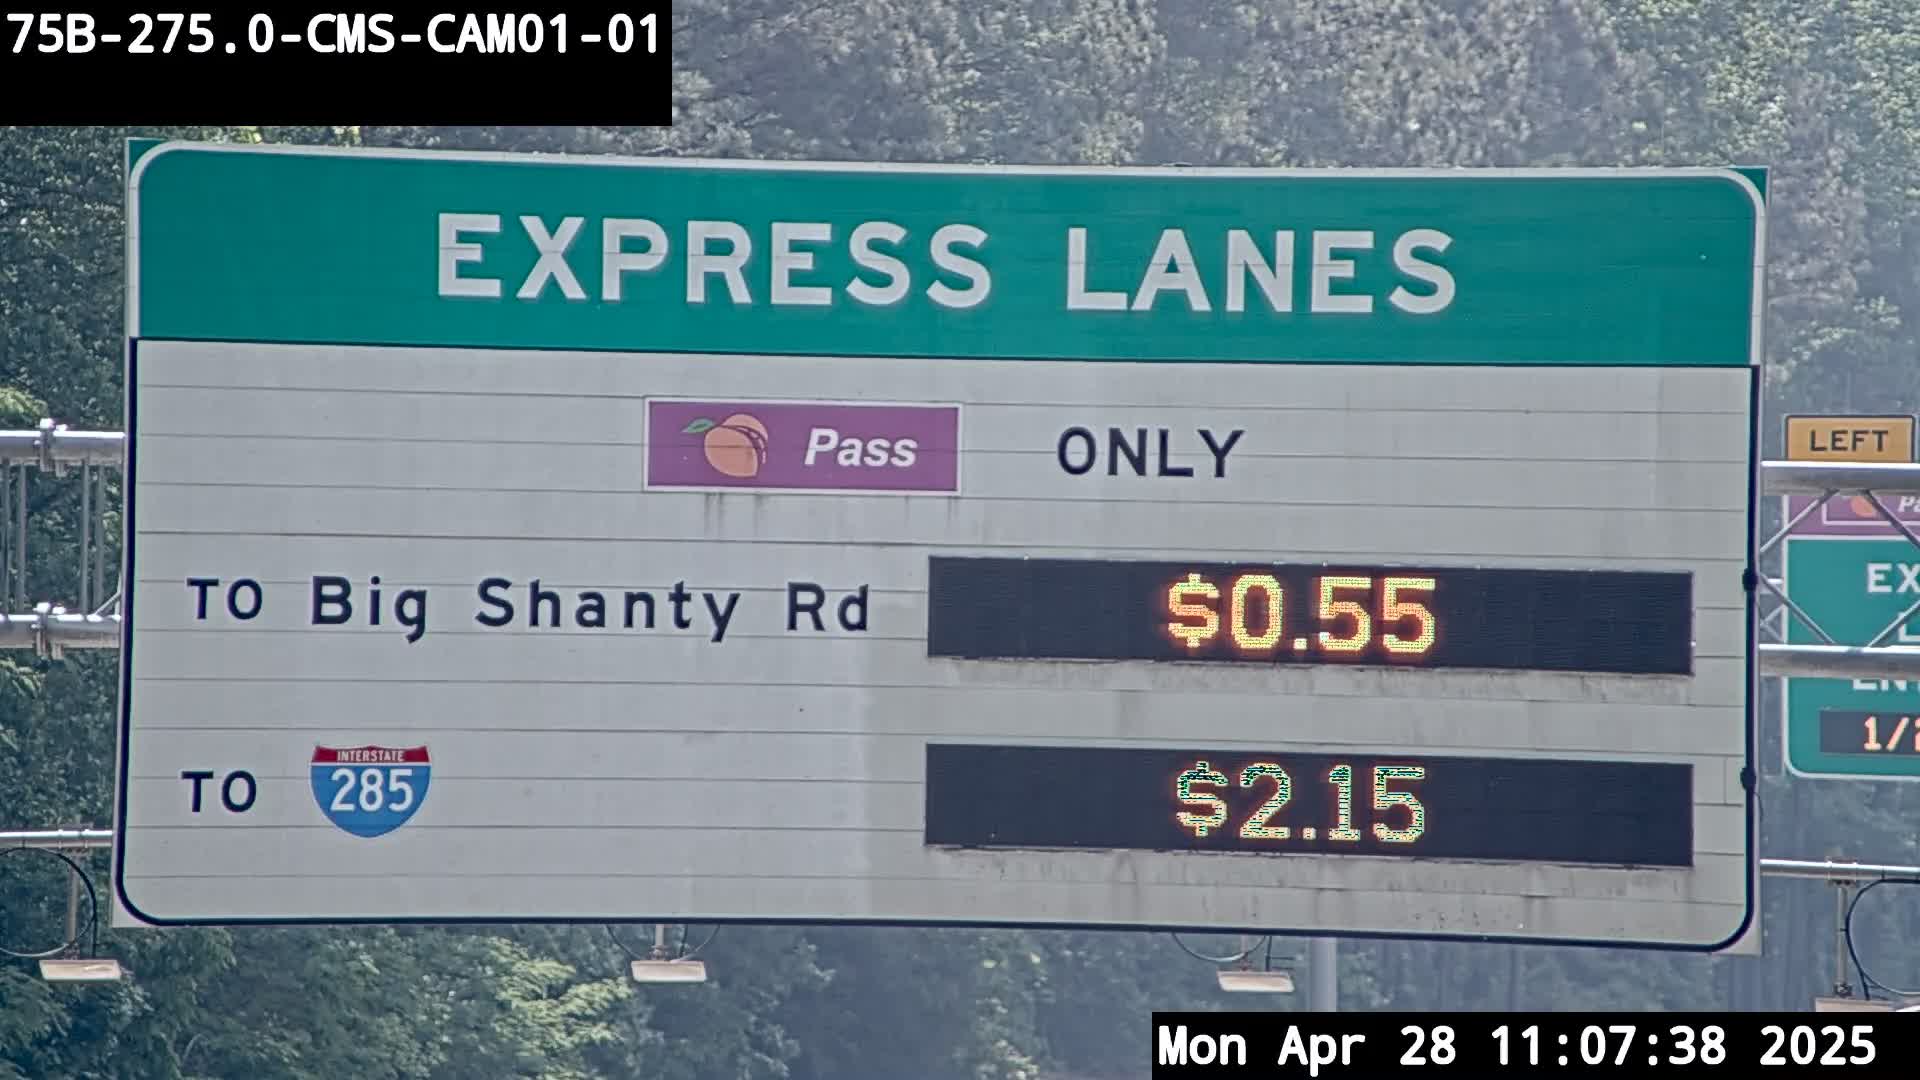 75B-275.0-CMS-CAM01-01
EXPRESS LANES
Pass ONLY
TO Big Shanty Rd $0.55
TO INTERSTATE 285 $2.15
LEFT
Mon Apr 28 11:07:38 2025